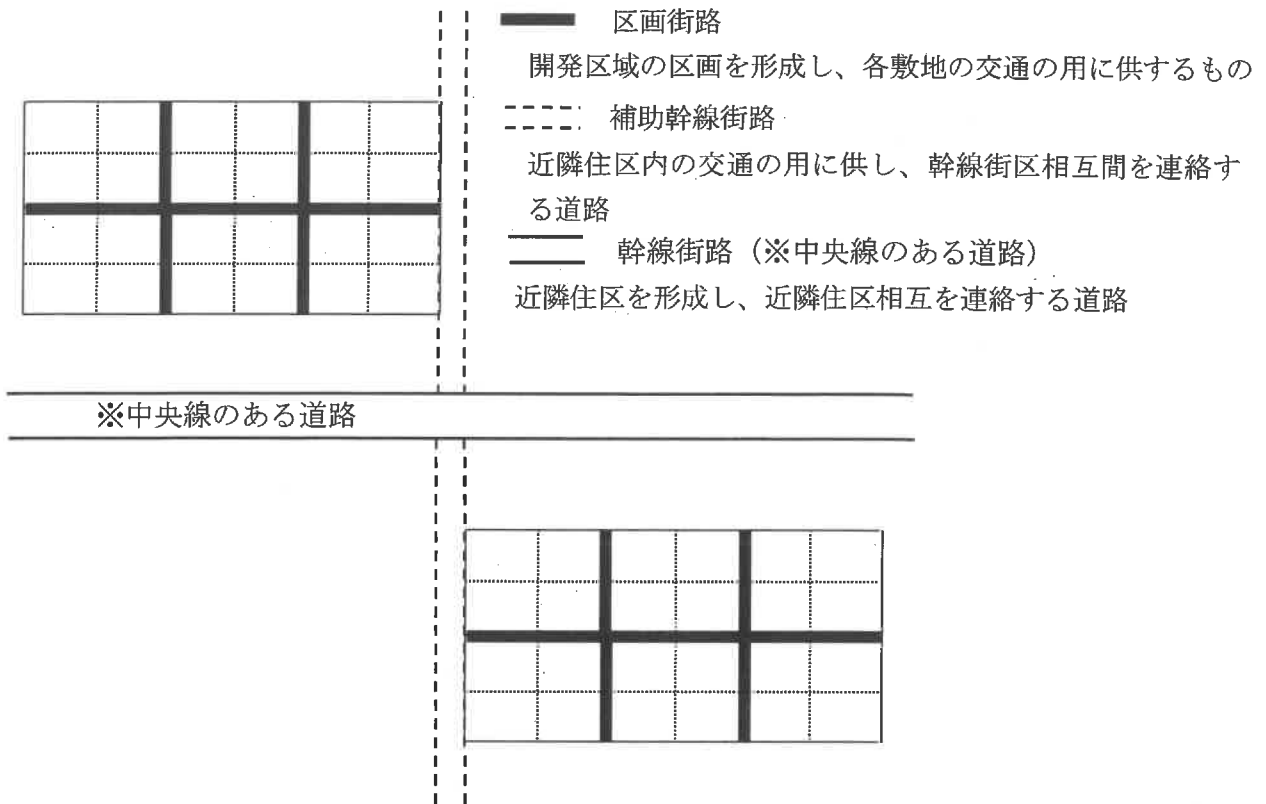 区画街路
開発区域の区画を形成し、各敷地の交通の用に供するもの
補助幹線街路
近隣住区内の交通の用に供し、幹線街区相互間を連絡す
る道路
幹線街路（※中央線のある道路）
近隣住区を形成し、近隣住区相互を連絡する道路
※中央線のある道路